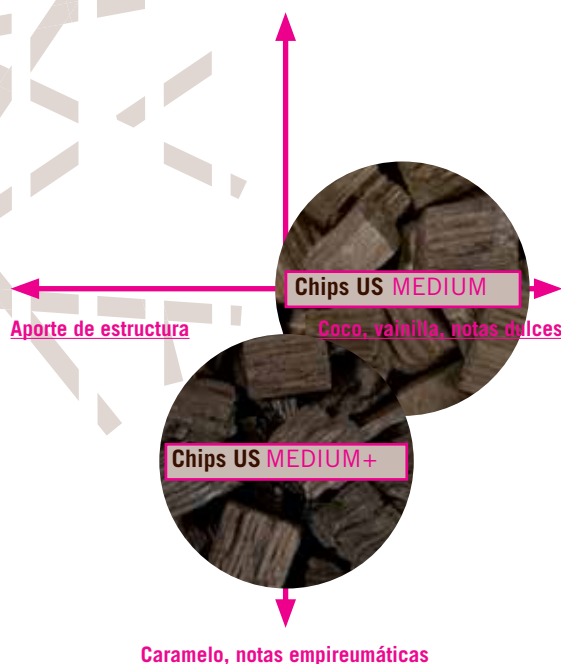 Chips US MEDIUM
Aporte de estructura
Coco, vainilla, notas dulces
Chips US MEDIUM+
Caramelo, notas empireumáticas